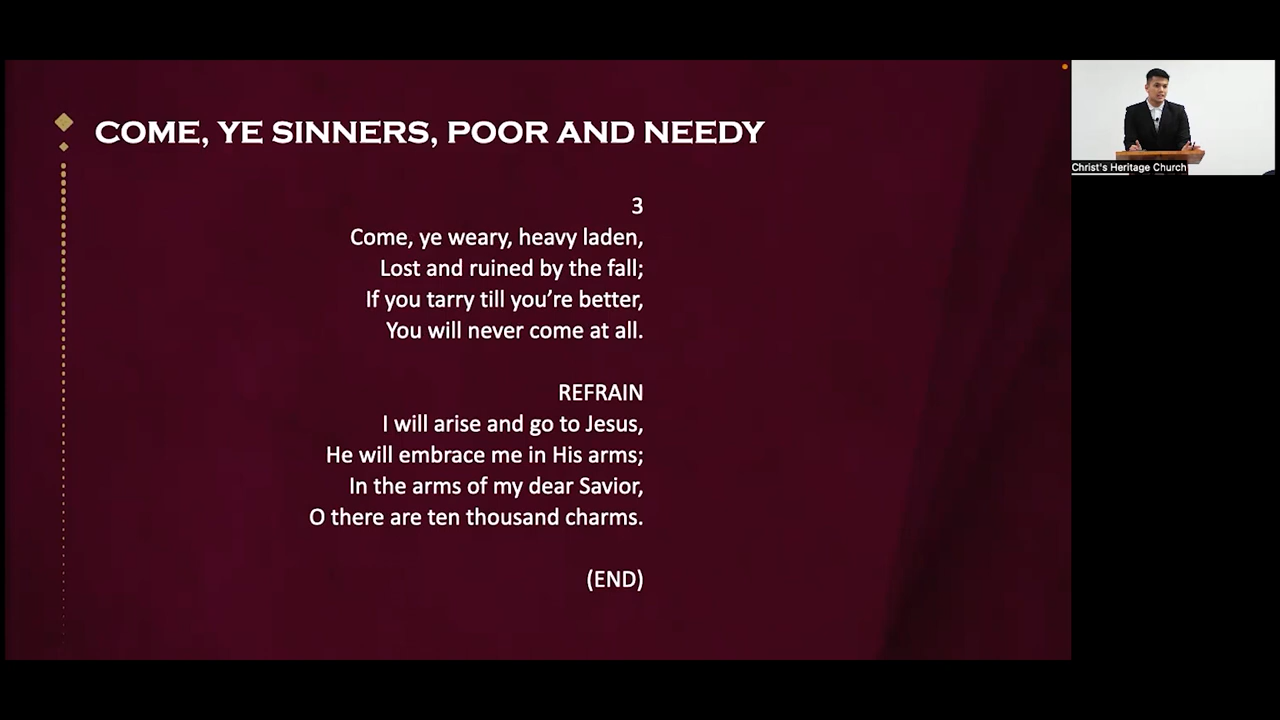 COME, YE SINNERS, POOR AND NEEDY
3
Come, ye weary, heavy laden,
Lost and ruined by the fall;
If you tarry till you’re better,
You will never come at all.
REFRAIN
I will arise and go to Jesus,
He will embrace me in His arms;
In the arms of my dear Savior,
O there are ten thousand charms.
(END)
Christ's Heritage Church